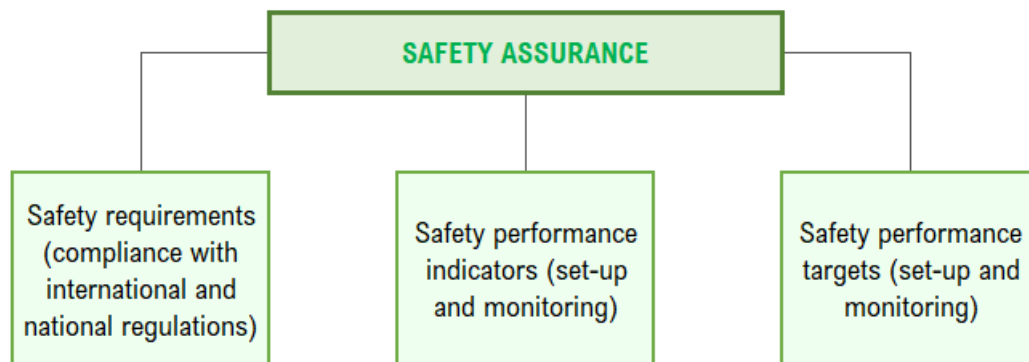 SAFETY ASSURANCE
Safety requirements
(compliance with
international and
national regulations)
Safety performance
indicators (set-up
and monitoring)
Safety performance
targets (set-up and
monitoring)